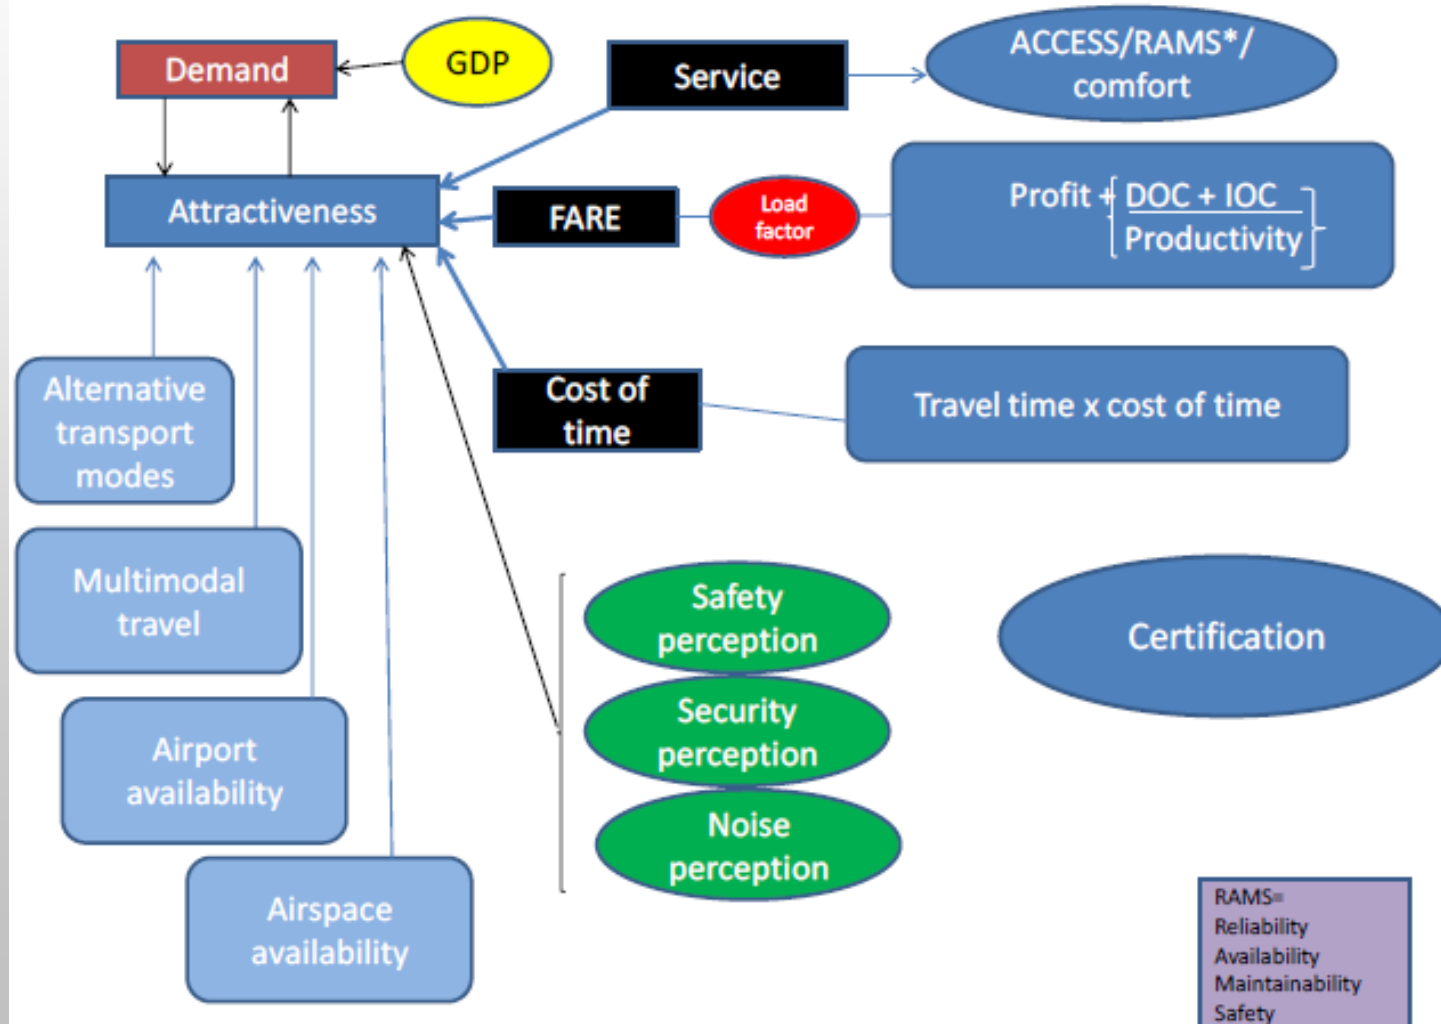 Demand
GDP
Service
ACCESS/RAMS*/
comfort
Attractiveness
FARE
Load
factor
Profit + DOC + IOC
Productivity
Alternative
transport
modes
Cost of
time
Travel time x cost of time
Multimodal
travel
Safety
perception
Certification
Security
perception
Airport
availability
Noise
perception
Airspace
availability
RAMS=
Reliability
Availability
Maintainability
Safety